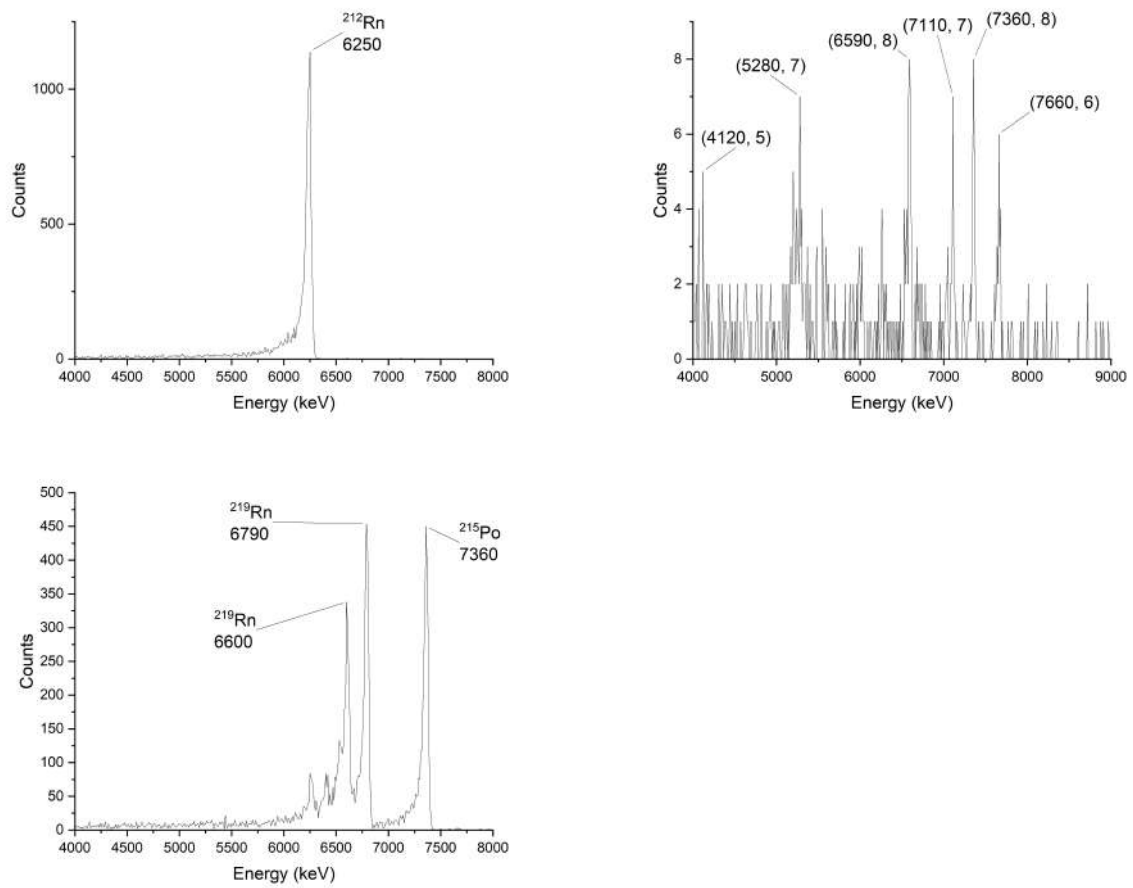 ²¹²Rn
6250
Counts
1000
500
0
4000 4500 5000 5500 6000 6500 7000 7500 8000
Energy (keV)
(7360, 8)
(7110, 7)
(6590, 8)
(5280, 7)
(7660, 6)
(4120, 5)
Counts
8
6
4
2
0
4000 5000 6000 7000 8000 9000
Energy (keV)
²¹⁹Rn
6790
²¹⁵Po
7360
²¹⁹Rn
6600
Counts
500
450
400
350
300
250
200
150
100
50
0
4000 4500 5000 5500 6000 6500 7000 7500 8000
Energy (keV)